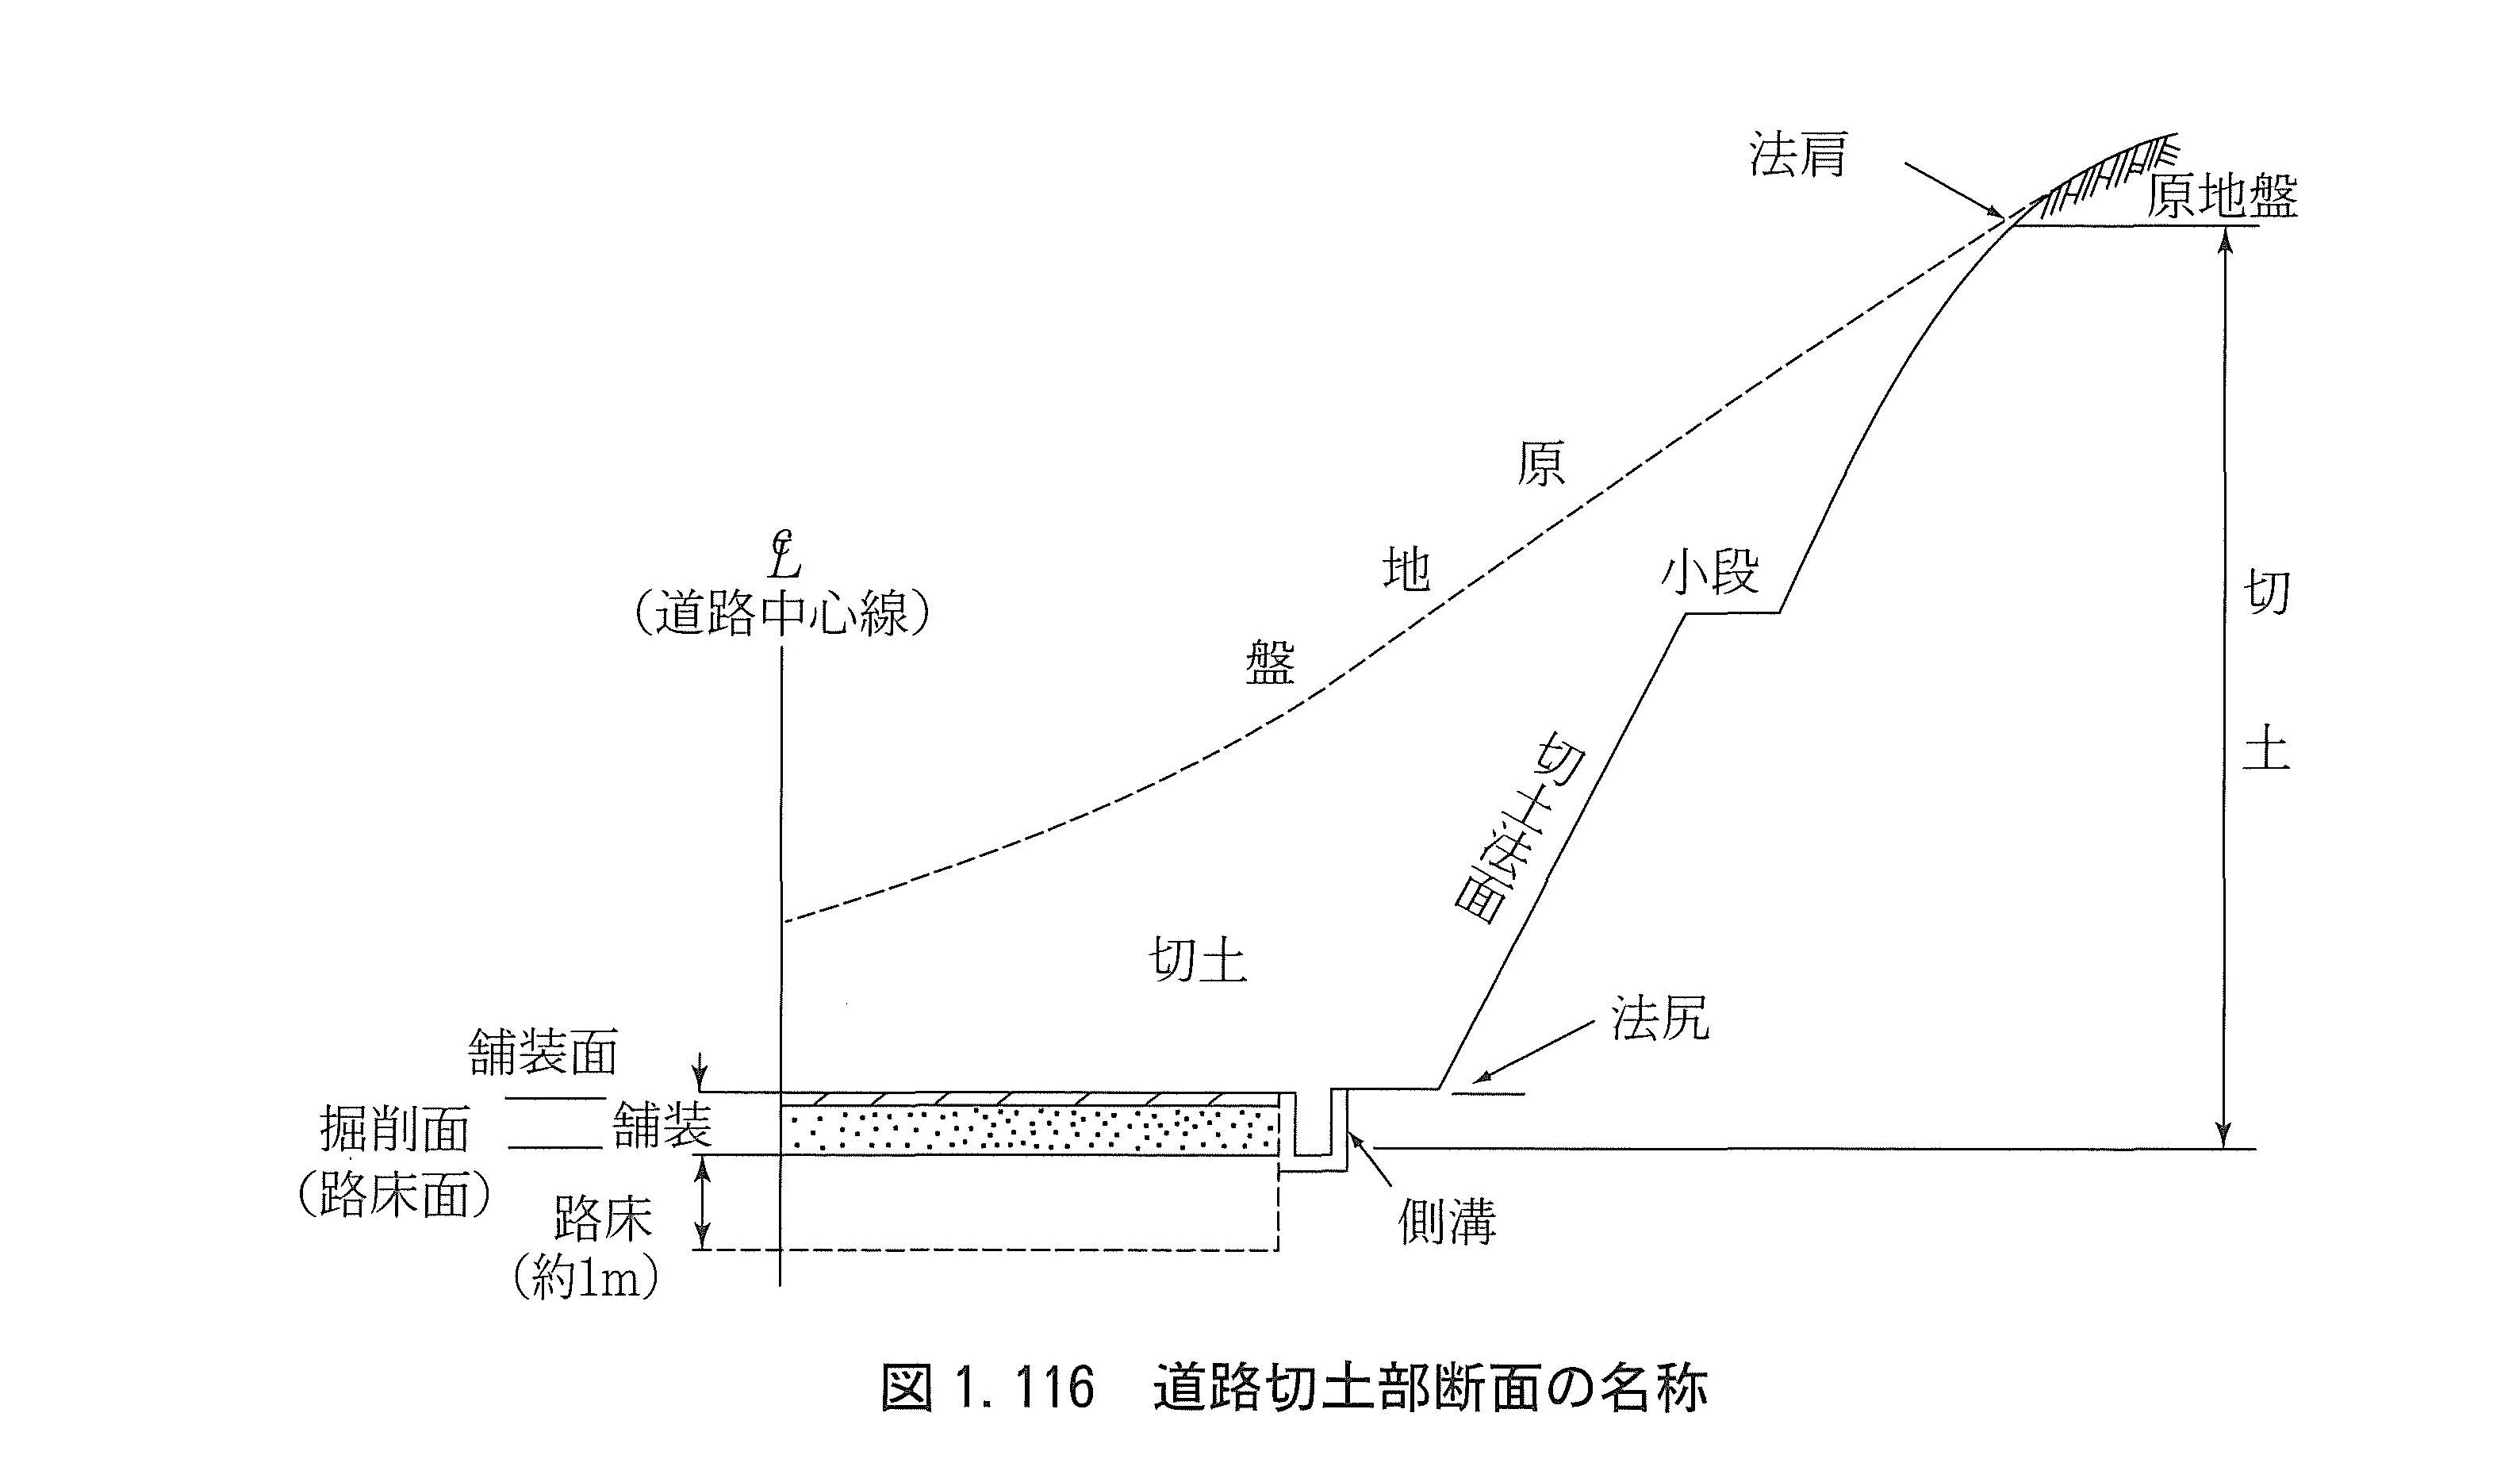 法肩
原地盤
原
地
盤
℄
(道路中心線)
小段
切土
切土法面
切土
法尻
舗装面
掘削面
(路床面)
舗装
路床
(約1m)
側溝
図 1. 116　道路切土部断面の名称